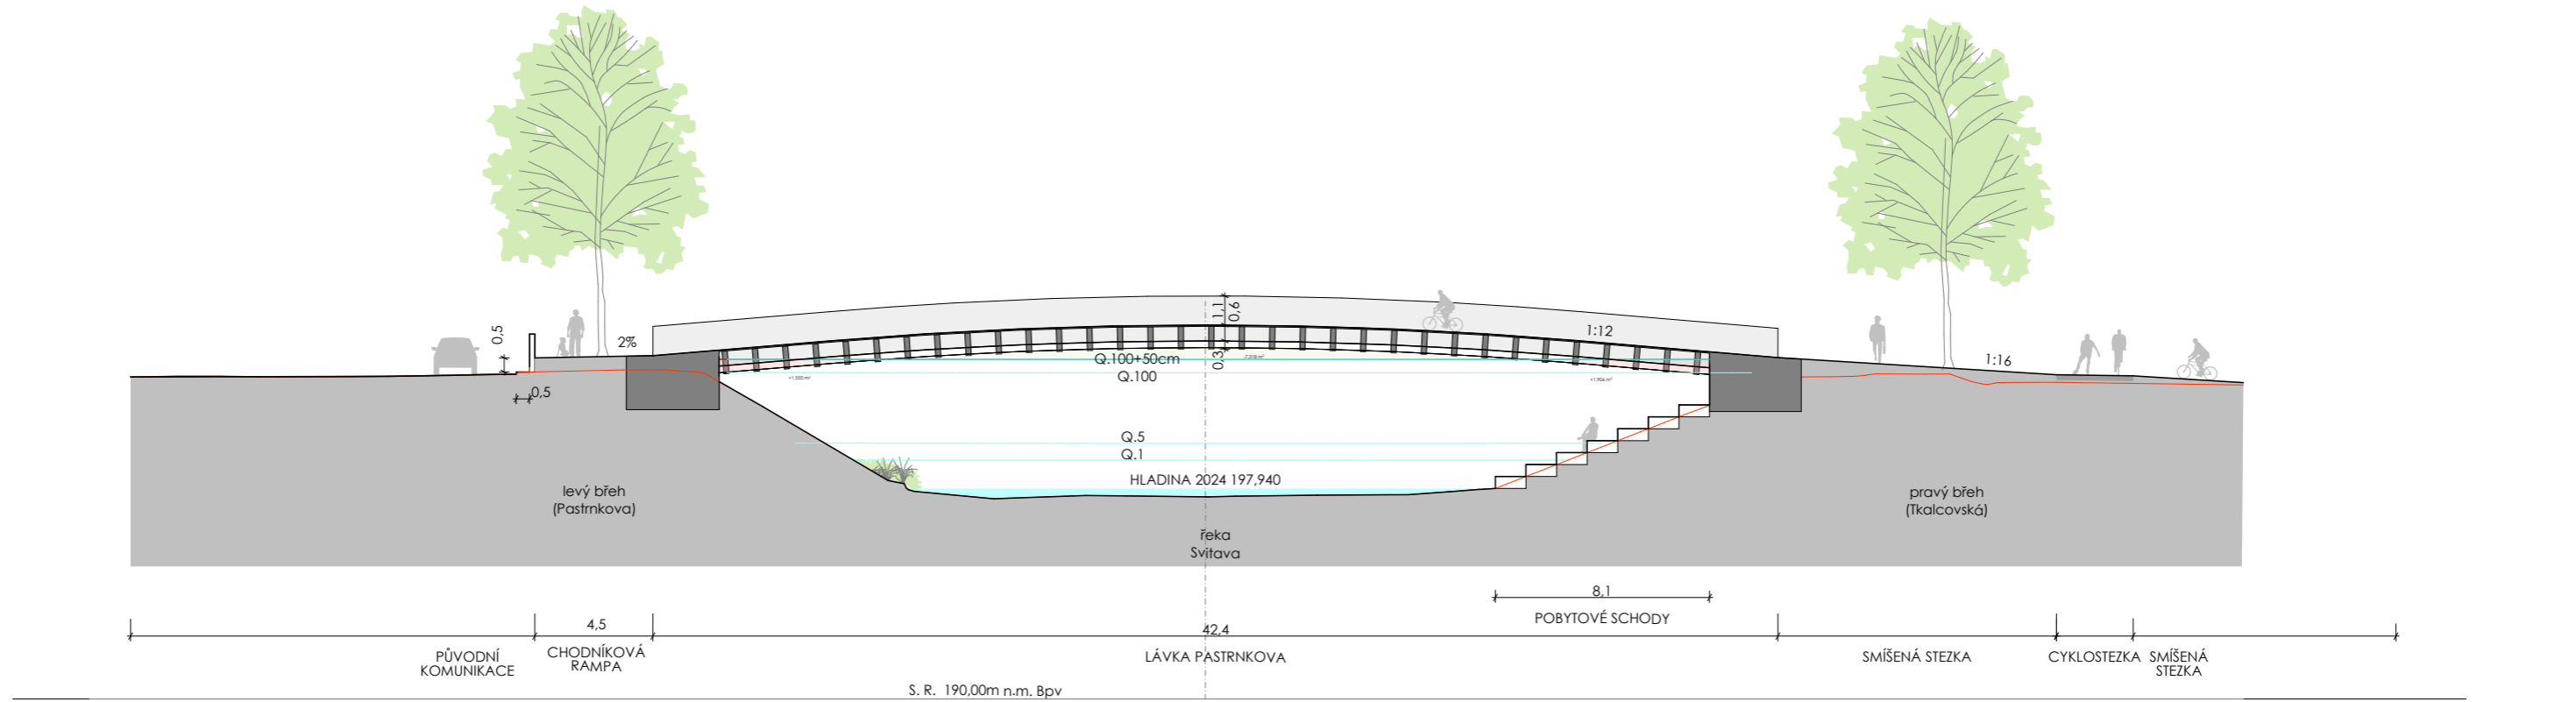 0,5
2%
1,1
0,6
1:12
1:16
Q.100+50cm
0,3
Q.100
0,5
Q.5
Q.1
HLADINA 2024 197,940
levý břeh
(Pastrnkova)
pravý břeh
(Tkalcovská)
řeka
Svitava
8,1
POBYTOVÉ SCHODY
4,5
42,4
PŮVODNÍ
KOMUNIKACE
CHODNÍKOVÁ
RAMPA
LÁVKA PASTRNKOVA
SMÍŠENÁ STEZKA
CYKLOSTEZKA
SMÍŠENÁ
STEZKA
S. R. 190,00m n.m. Bpv